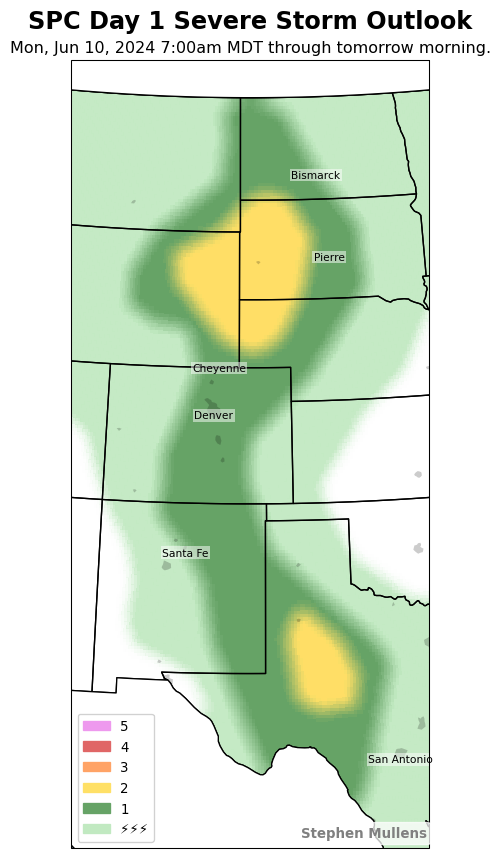 SPC Day 1 Severe Storm Outlook
Mon, Jun 10, 2024 7:00am MDT through tomorrow morning.
Bismarck
Pierre
Cheyenne
Denver
Santa Fe
San Antonio
5
4
3
2
1
⚡⚡⚡
Stephen Mullens